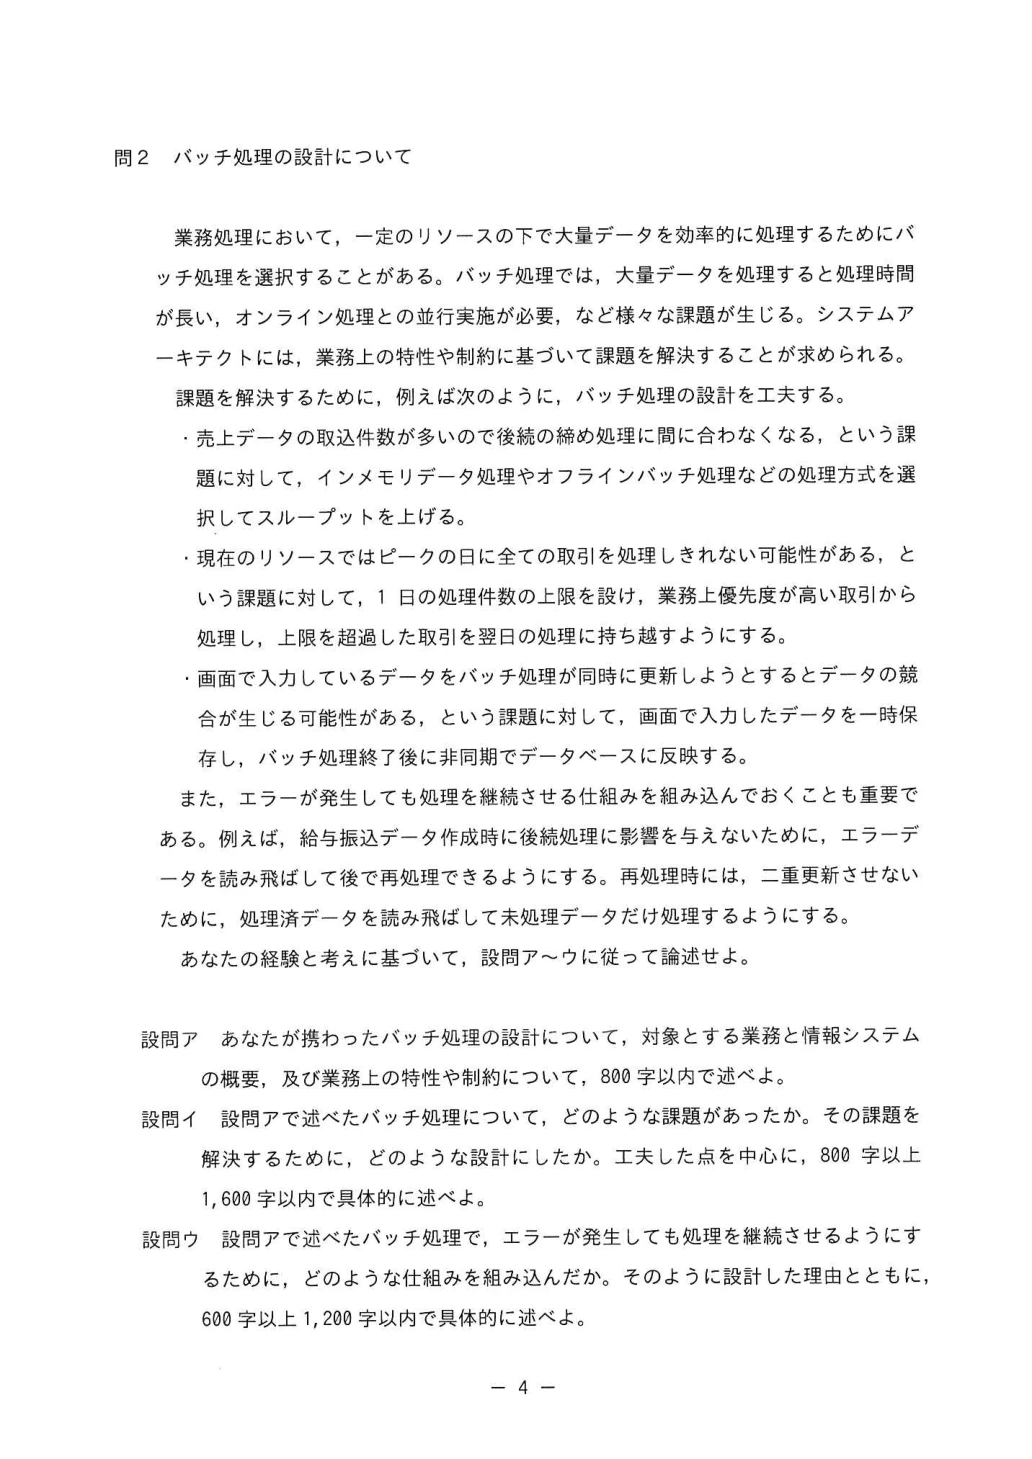 問２　バッチ処理の設計について
業務処理において，一定のリソースの下で大量データを効率的に処理するためにバ
ッチ処理を選択することがある。バッチ処理では，大量データを処理すると処理時間
が長い，オンライン処理との並行実施が必要，など様々な課題が生じる。システムア
ーキテクトには，業務上の特性や制約に基づいて課題を解決することが求められる。
課題を解決するために，例えば次のように，バッチ処理の設計を工夫する。
・売上データの取込件数が多いので後続の締め処理に間に合わなくなる，という課
題に対して，インメモリデータ処理やオフラインバッチ処理などの処理方式を選
択してスループットを上げる。
・現在のリソースではピークの日に全ての取引を処理しきれない可能性がある，と
いう課題に対して，1 日の処理件数の上限を設け，業務上優先度が高い取引から
処理し，上限を超過した取引を翌日の処理に持ち越すようにする。
・画面で入力しているデータをバッチ処理が同時に更新しようとするとデータの競
合が生じる可能性がある，という課題に対して，画面で入力したデータを一時保
存し，バッチ処理終了後に非同期でデータベースに反映する。
また，エラーが発生しても処理を継続させる仕組みを組み込んでおくことも重要で
ある。例えば，給与振込データ作成時に後続処理に影響を与えないために，エラーデ
ータを読み飛ばして後で再処理できるようにする。再処理時には，二重更新させない
ために，処理済データを読み飛ばして未処理データだけ処理するようにする。
あなたの経験と考えに基づいて，設問ア～ウに従って論述せよ。
設問ア　あなたが携わったバッチ処理の設計について，対象とする業務と情報システム
の概要，及び業務上の特性や制約について，800 字以内で述べよ。
設問イ　設問アで述べたバッチ処理について，どのような課題があったか。その課題を
解決するために，どのような設計にしたか。工夫した点を中心に，800 字以上
1,600 字以内で具体的に述べよ。
設問ウ　設問アで述べたバッチ処理で，エラーが発生しても処理を継続させるようにす
るために，どのような仕組みを組み込んだか。そのように設計した理由とともに，
600 字以上 1,200 字以内で具体的に述べよ。
－ 4 －